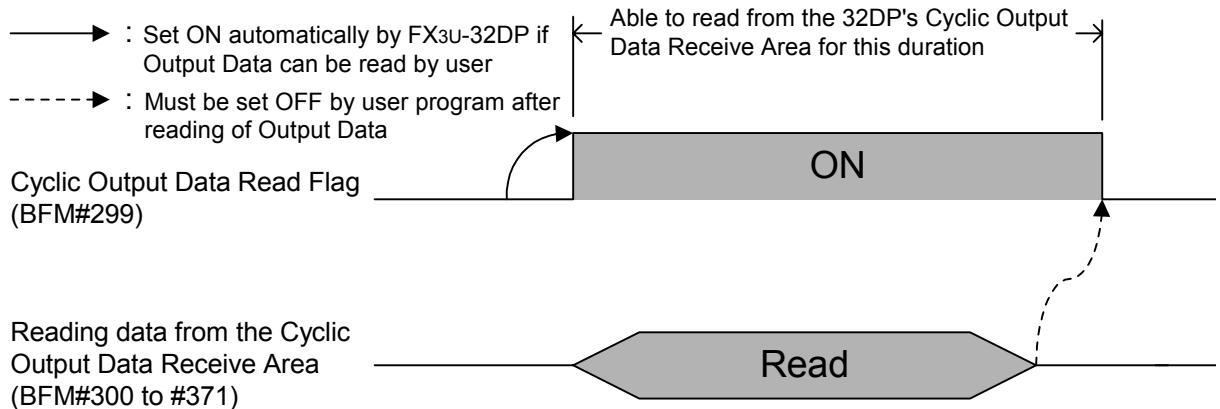 : Set ON automatically by FX3U-32DP if
Output Data can be read by user
: Must be set OFF by user program after
reading of Output Data
Able to read from the 32DP's Cyclic Output
Data Receive Area for this duration
ON
Cyclic Output Data Read Flag
(BFM#299)
Reading data from the Cyclic
Output Data Receive Area
(BFM#300 to #371)
Read